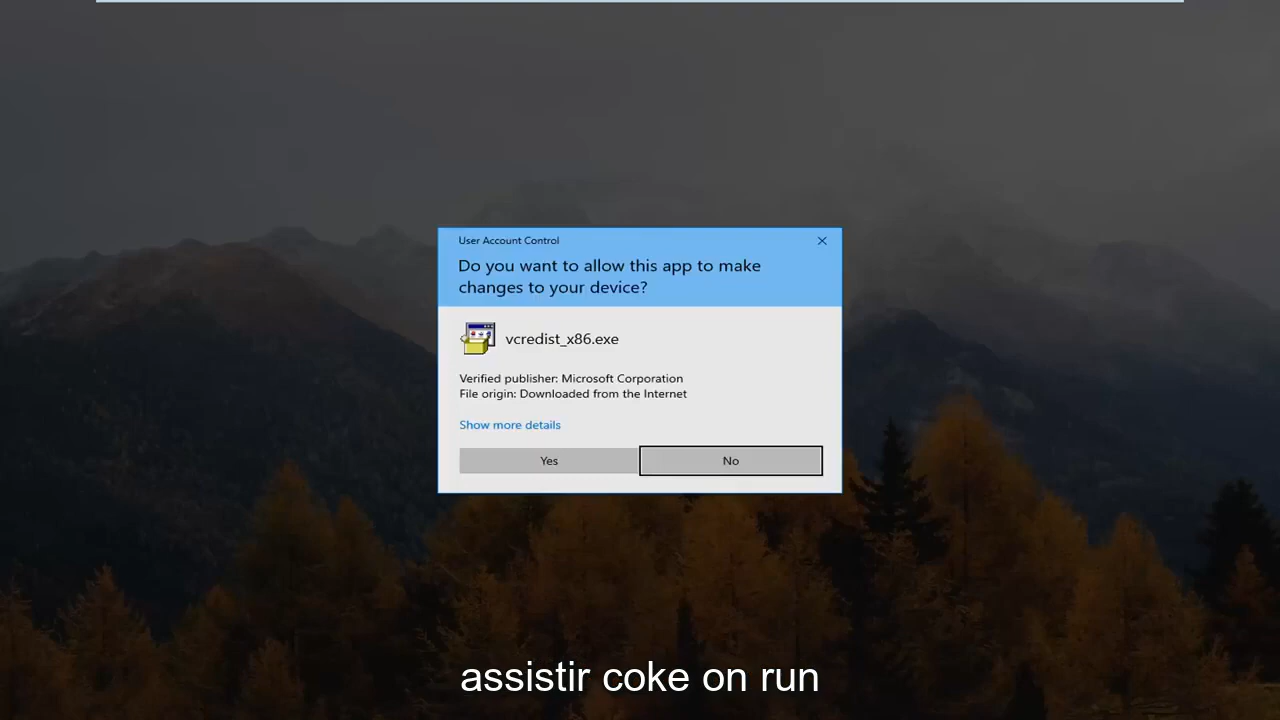 User Account Control
Do you want to allow this app to make
changes to your device?
vcredist_x86.exe
Verified publisher: Microsoft Corporation
File origin: Downloaded from the Internet
Show more details
Yes
No
assistir coke on run